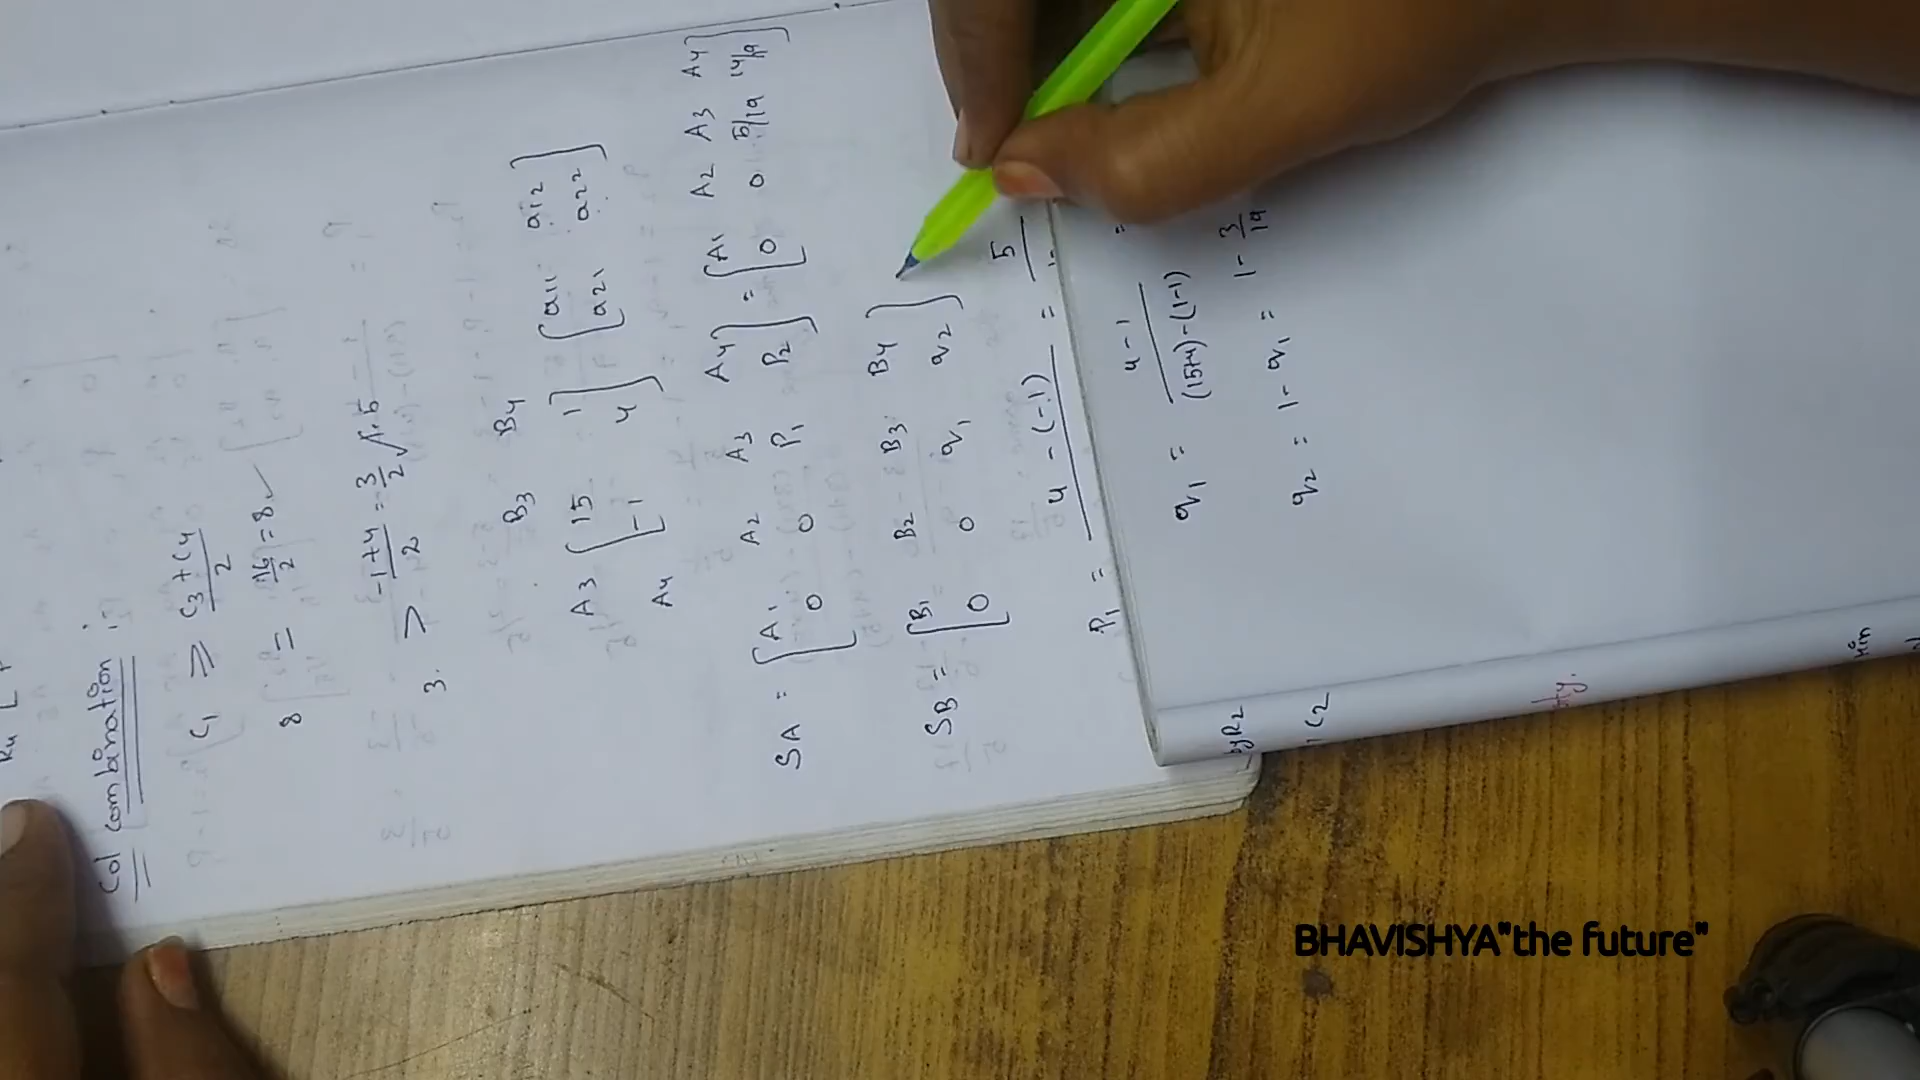 Col Combination :
C1 ≥ C3+C4/2
8 = 16/2 = 8 ✓
3 > -1+4/2 = 3/2 √1.5
B3 B4
A3 [15 1] [a11 a12]
A4 [-1 4] [a21 a22]
SA = [A1 A2 A3 A4] = [A1 A2 A3 A4]
[0 0 P1 P2] [0 0 5/19 14/19]
SB = [B1 B2 B3 B4]
[0 0 q1 q2]
P1 = 4-(-1) = 5
q1 = 4-1/(15+4)-(1-1) =
q2 = 1-q1 = 1-3/19
by R2
C2
BHAVISHYA"the future"